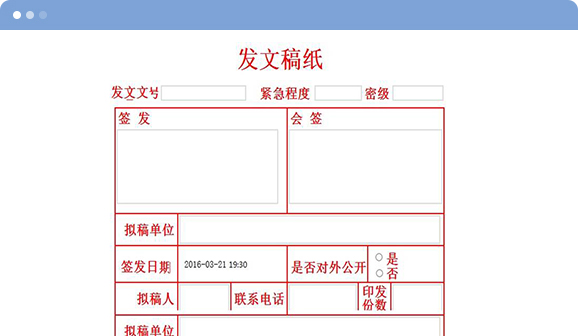 发文稿纸
发文文号 紧急程度 密级
签 发 会 签
拟稿单位
签发日期 2016-03-21 19:30 是否对外公开 是
否
拟稿人 联系电话 印发
份数
拟稿单位